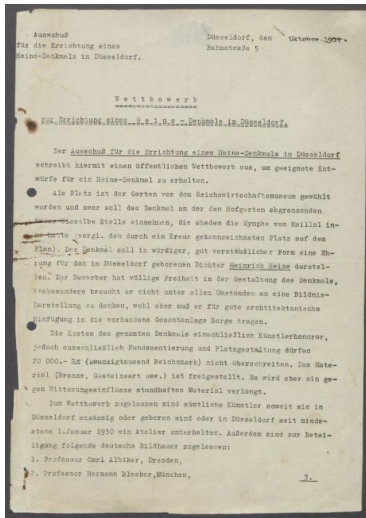 Ausschuß
für die Errichtung eines
Heine-Denkmals in Düsseldorf.
Düsseldorf, den Oktober 1931
Bahnstraße 5
Wettbewerb
zur Errichtung eines Heine-Denkmals in Düsseldorf.
Der Ausschuß für die Errichtung eines Heine-Denkmals in Düsseldorf
schreibt hiermit einen öffentlichen Wettbewerb aus, um geeignete Ent-
würfe für ein Heine-Denkmal zu erhalten.
Als Platz ist der Garten vor dem Reichswirtschaftsmuseum gewählt
worden und zwar soll das Denkmal an der den Hofgarten abgrenzenden
dieselbe Stelle einnehmen, die ehedem die Nymphe von Maillol in-
ne hatte (vergl. den durch ein Kreuz gekennzeichneten Platz auf dem
Plan). Das Denkmal soll in würdiger, gut verständlicher Form eine Eh-
rung für den in Düsseldorf geborenen Dichter Heinrich Heine darstel-
len. Der Bewerber hat völlige Freiheit in der Gestaltung des Denkmals,
insbesondere braucht er nicht unter allen Umständen an eine Bildnis-
Darstellung zu denken, wohl aber muß er für gute architektonische
Einfügung in die vorhandene Gesamtanlage Sorge tragen.
Die Kosten des gesamten Denkmals einschließlich Künstlerhonorar,
jedoch ausschließlich Fundamentierung und Platzgestaltung dürfen
20 000.- RM (zwanzigtausend Reichsmark) nicht überschreiten. Das Mate-
riel (Bronze, Gesteinsart usw.) ist freigestellt. Es wird aber ein ge-
gen Witterungseinflüsse standhaftes Material verlangt.
Zum Wettbewerb zugelassen sind sämtliche Künstler soweit sie in
Düsseldorf ansässig oder geboren sind oder in Düsseldorf seit minde-
stens 1.Januar 1930 ein Atelier unterhalten. Außerdem sind zur Betei-
ligung folgende deutsche Bildhauer zugelassen:
1. Professor Carl Albiker, Dresden,
2. Professor Hermann Bleeker,München,
3.